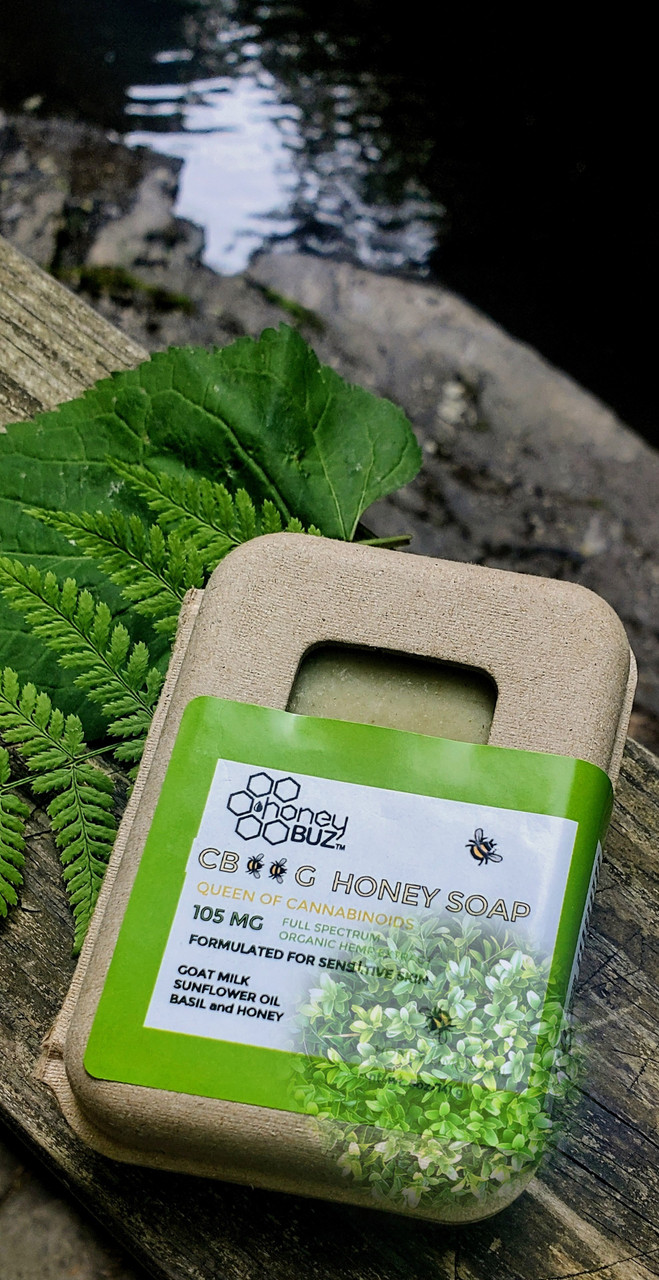 honey
BUZ™
CB G HONEY SOAP
QUEEN OF CANNABINOIDS
105 MG
FULL SPECTRUM
ORGANIC HEMP EXTRACT
FORMULATED FOR SENSITIVE SKIN
GOAT MILK
SUNFLOWER OIL
BASIL and HONEY